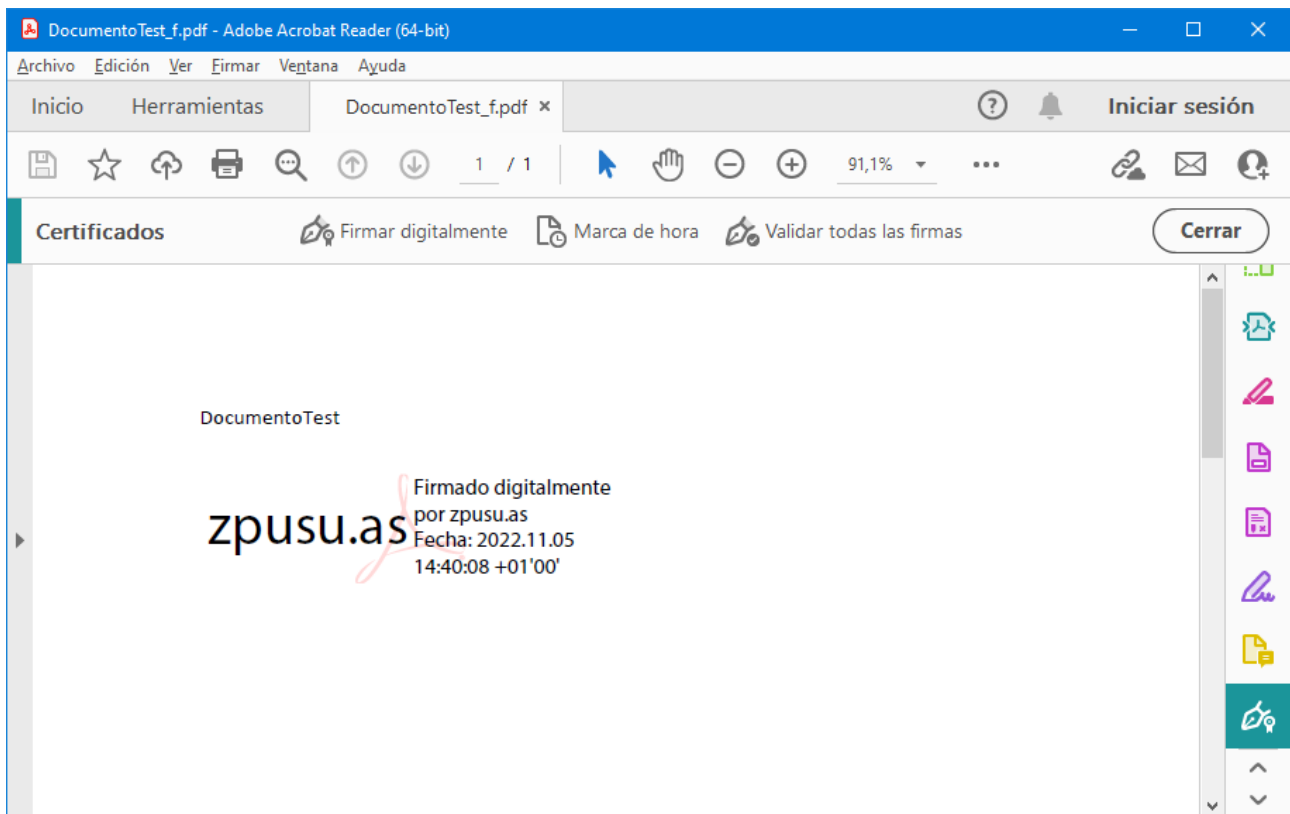 DocumentoTest_f.pdf - Adobe Acrobat Reader (64-bit)
Archivo Edición Ver Firmar Ventana Ayuda
Inicio Herramientas DocumentoTest_f.pdf × Iniciar sesión
1 / 1 91,1%
Certificados Firmar digitalmente Marca de hora Validar todas las firmas Cerrar
DocumentoTest
zpusu.as
Firmado digitalmente
por zpusu.as
Fecha: 2022.11.05
14:40:08 +01'00'